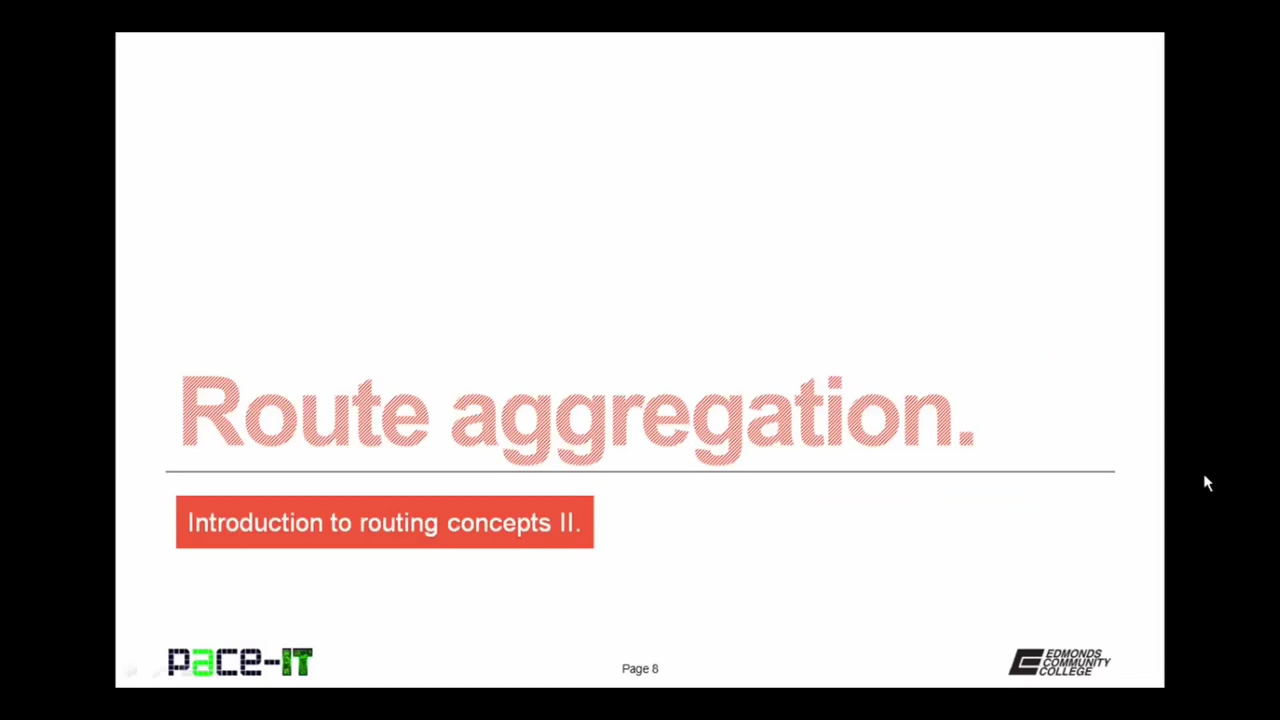 Route aggregation.
Introduction to routing concepts II.
pace-IT
Page 8
EDMONDS
COMMUNITY
COLLEGE